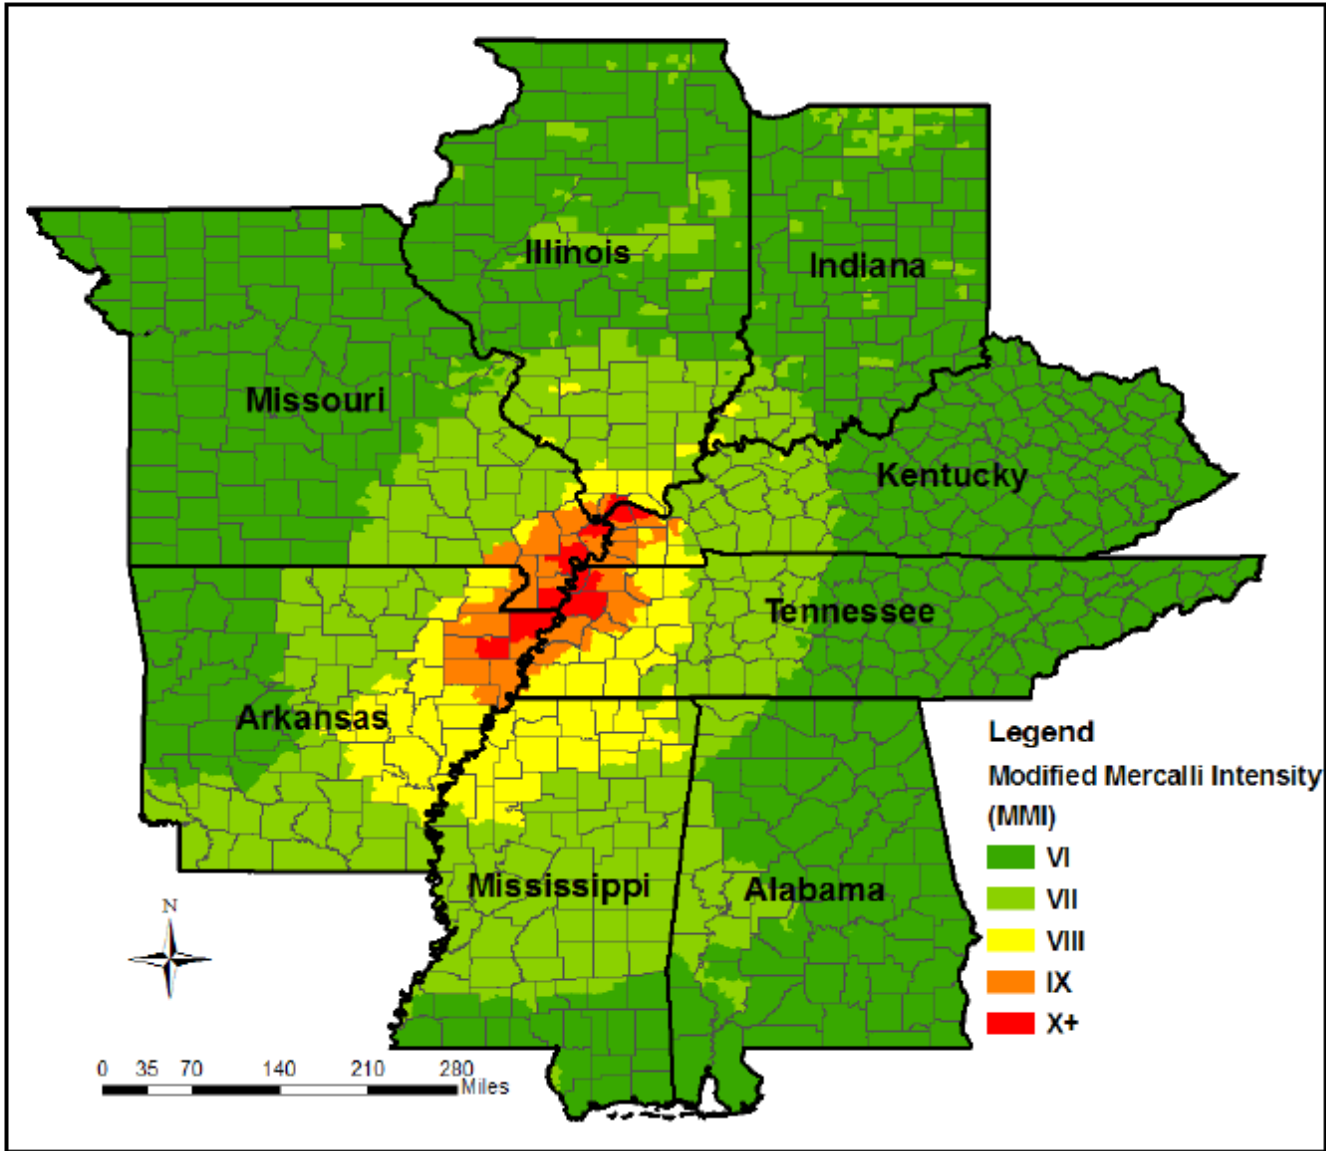 Illinois
Indiana
Missouri
Kentucky
Tennessee
Arkansas
Mississippi
Alabama
Legend
Modified Mercalli Intensity
(MMI)
VI
VII
VIII
IX
X+
N
0 35 70 140 210 280
Miles